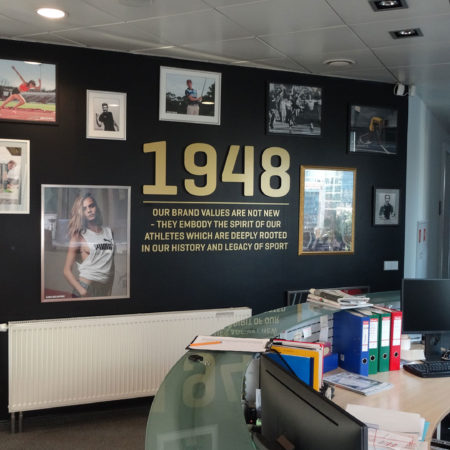 1948
OUR BRAND VALUES ARE NOT NEW
- THEY EMBODY THE SPIRIT OF OUR
ATHLETES WHICH ARE DEEPLY ROOTED
IN OUR HISTORY AND LEGACY OF SPORT
PUMA